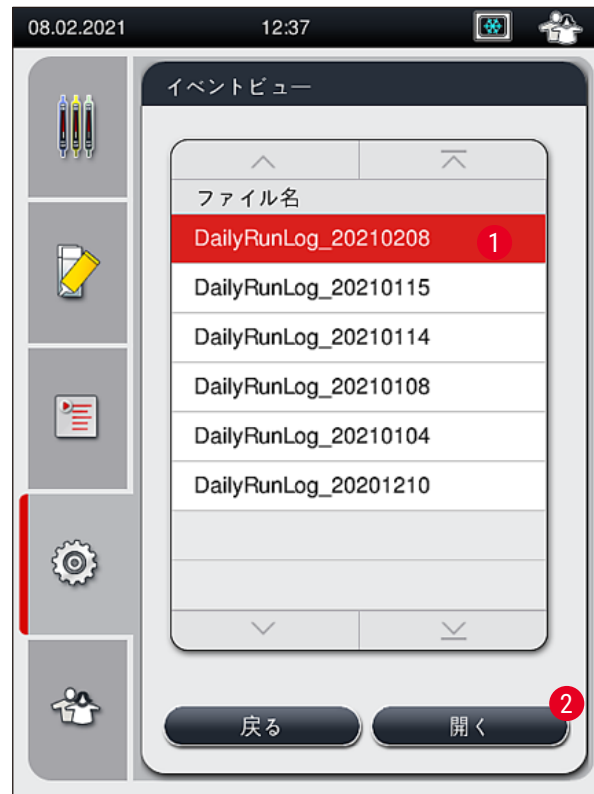 08.02.2021 12:37
イベントビュー
ファイル名
DailyRunLog_20210208 1
DailyRunLog_20210115
DailyRunLog_20210114
DailyRunLog_20210108
DailyRunLog_20210104
DailyRunLog_20201210
2
戻る 開く